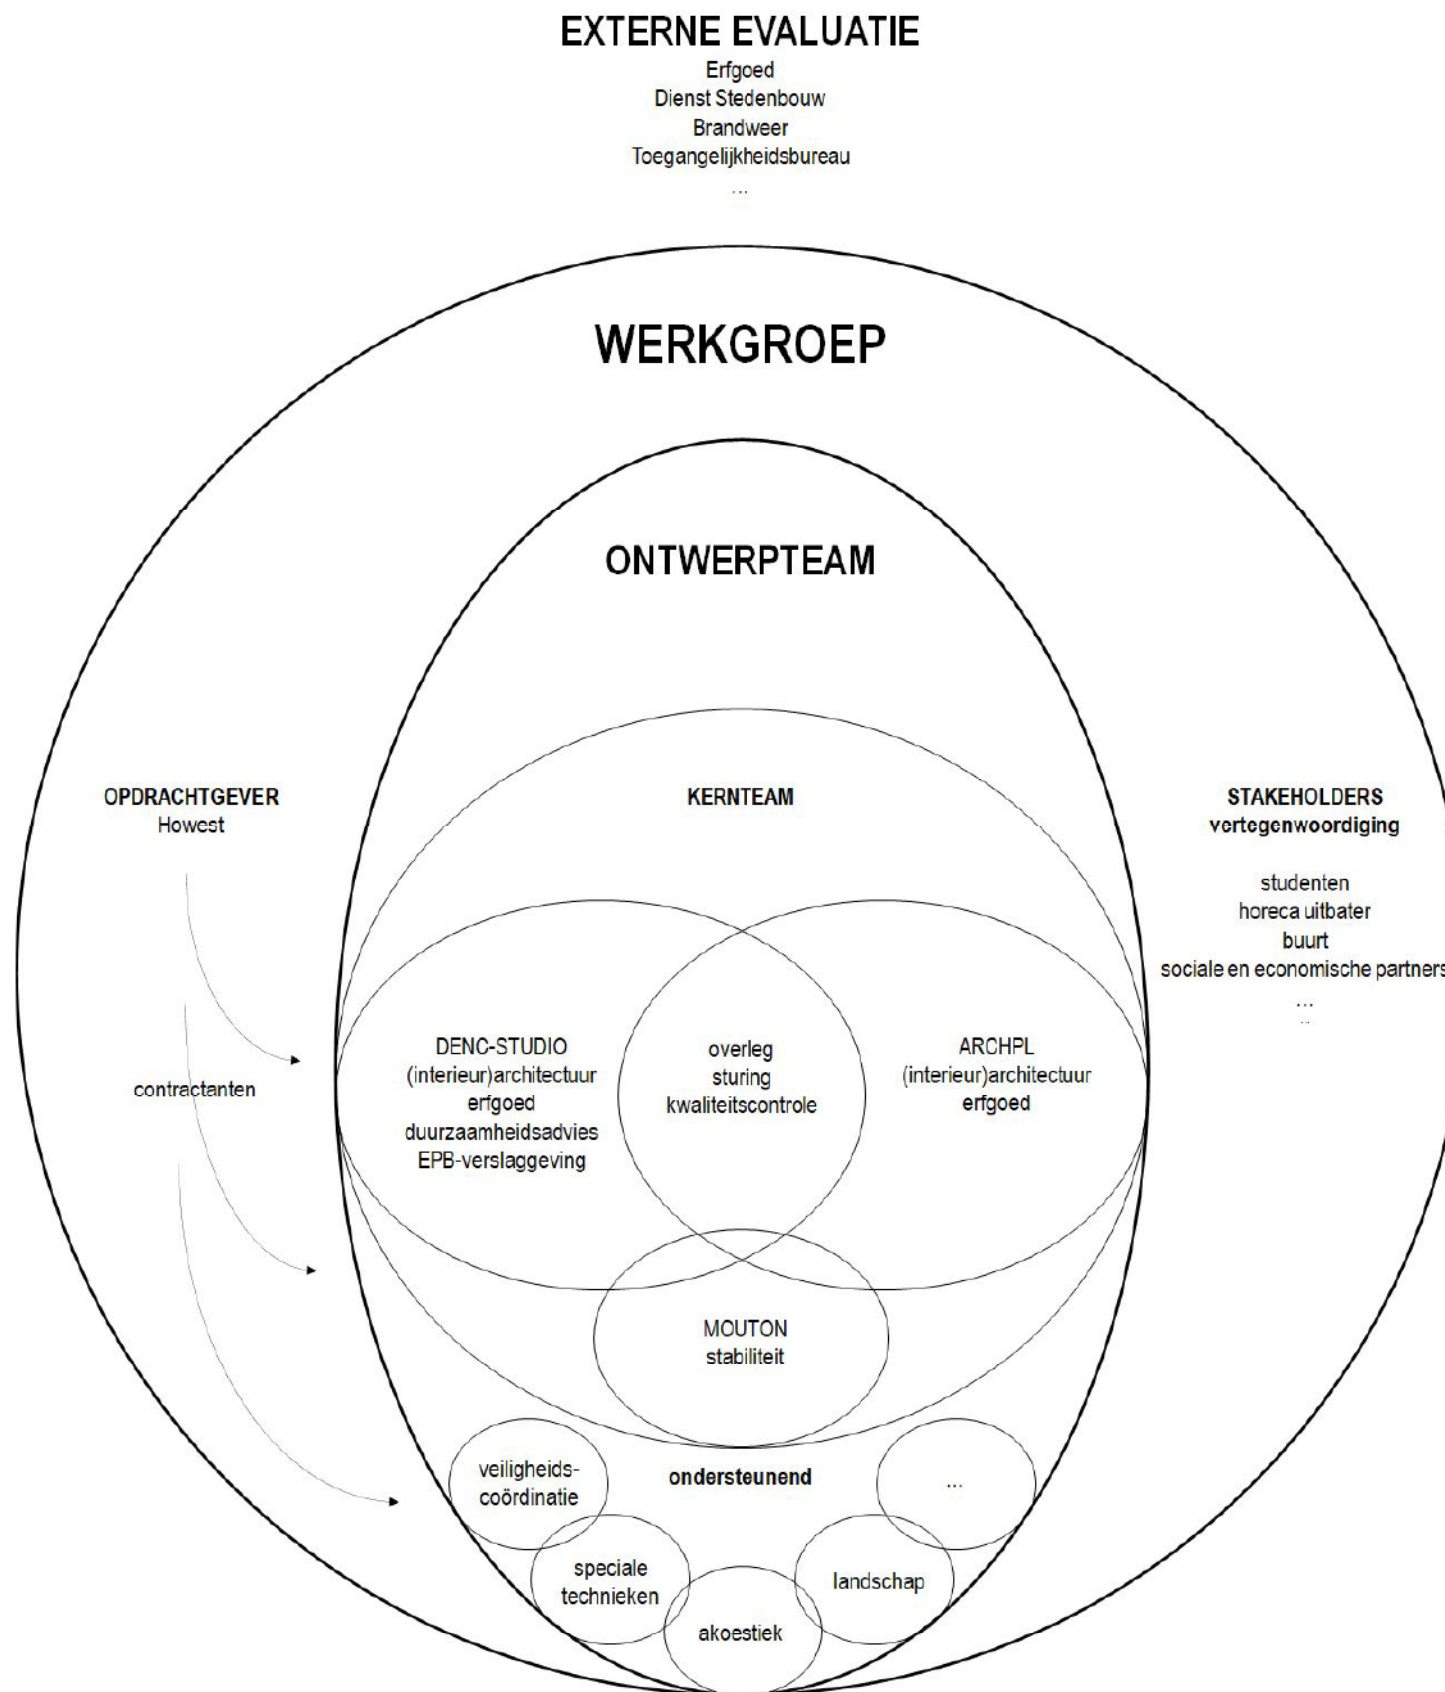 EXTERNE EVALUATIE
Erfgoed
Dienst Stedenbouw
Brandweer
Toegangelijkheidsbureau
...
WERKGROEP
ONTWERPTEAM
OPDRACHTGEVER
Howest
contractanten
KERNTEAM
DENC-STUDIO
(interieur)architectuur
erfgoed
duurzaamheidsadvies
EPB-verslaggeving
overleg
sturing
kwaliteitscontrole
ARCHPL
(interieur)architectuur
erfgoed
MOUTON
stabiliteit
STAKEHOLDERS
vertegenwoordiging
studenten
horeca uitbater
buurt
sociale en economische partners
...
...
ondersteunend
veiligheids-
coördinatie
speciale
technieken
akoestiek
landschap
...